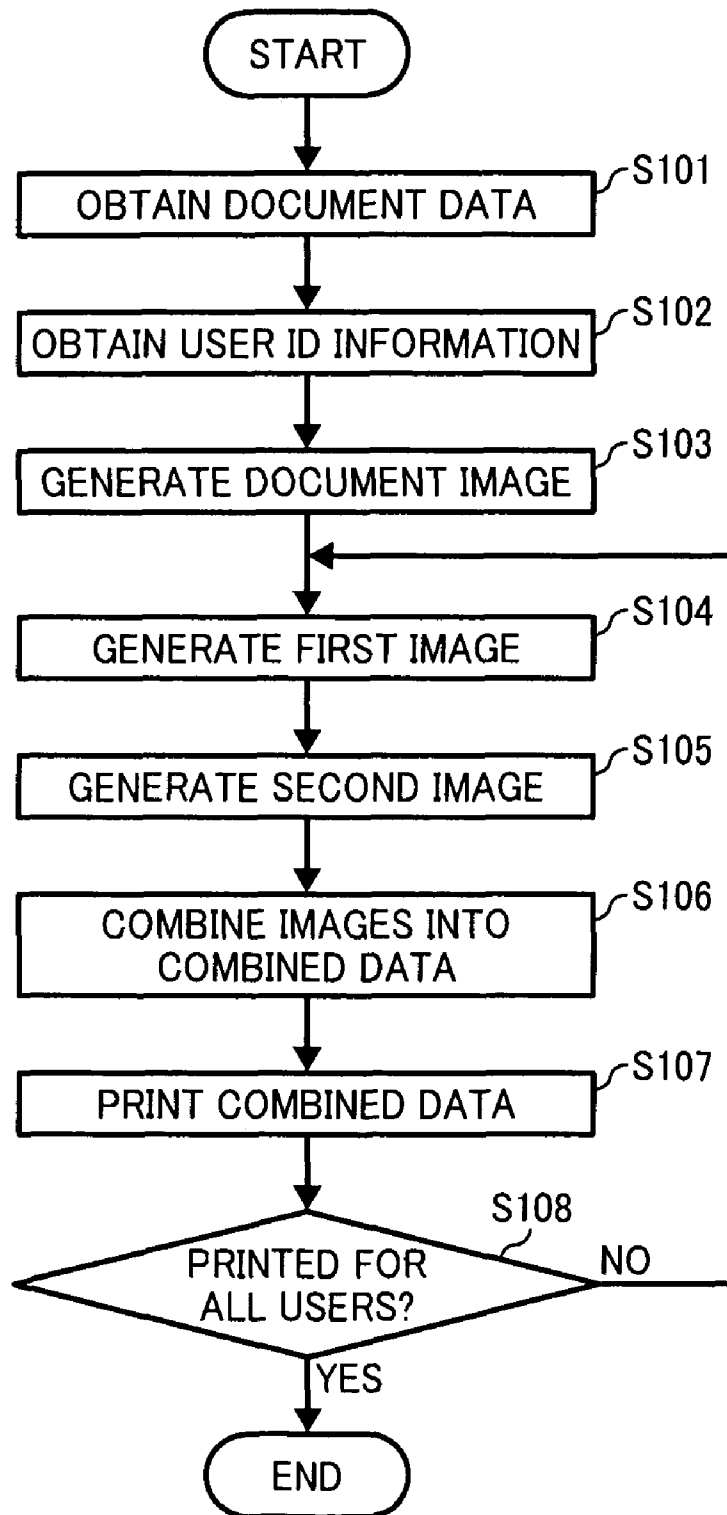 START
S101
OBTAIN DOCUMENT DATA
S102
OBTAIN USER ID INFORMATION
S103
GENERATE DOCUMENT IMAGE
S104
GENERATE FIRST IMAGE
S105
GENERATE SECOND IMAGE
S106
COMBINE IMAGES INTO
COMBINED DATA
S107
PRINT COMBINED DATA
S108
PRINTED FOR
ALL USERS?
NO
YES
END